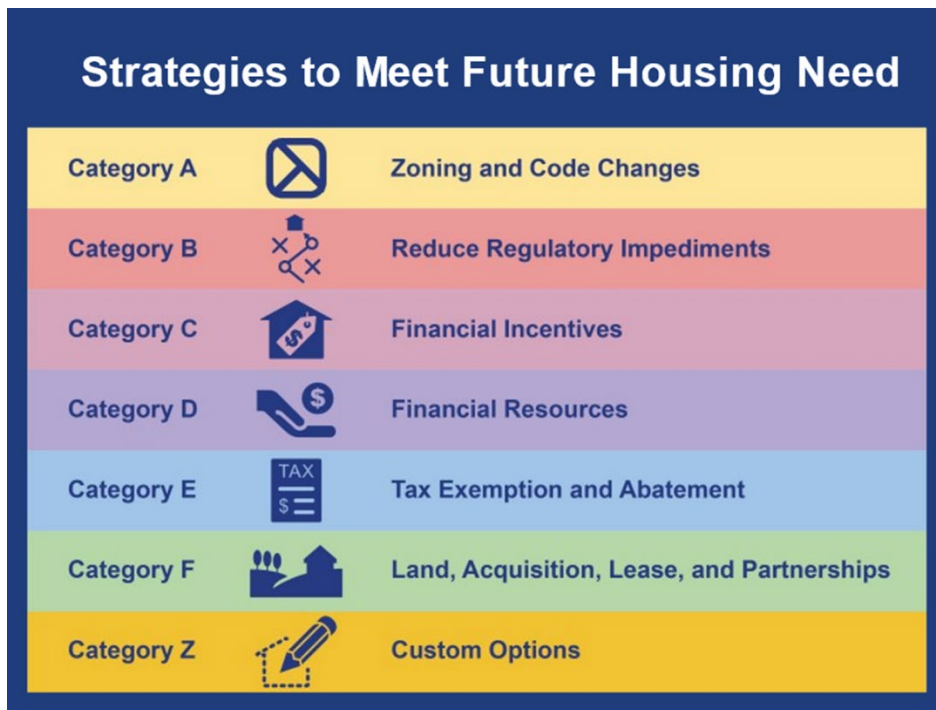 Strategies to Meet Future Housing Need
Category A Zoning and Code Changes
Category B Reduce Regulatory Impediments
Category C $ Financial Incentives
Category D $ Financial Resources
Category E TAX $ Tax Exemption and Abatement
Category F Land, Acquisition, Lease, and Partnerships
Category Z Custom Options